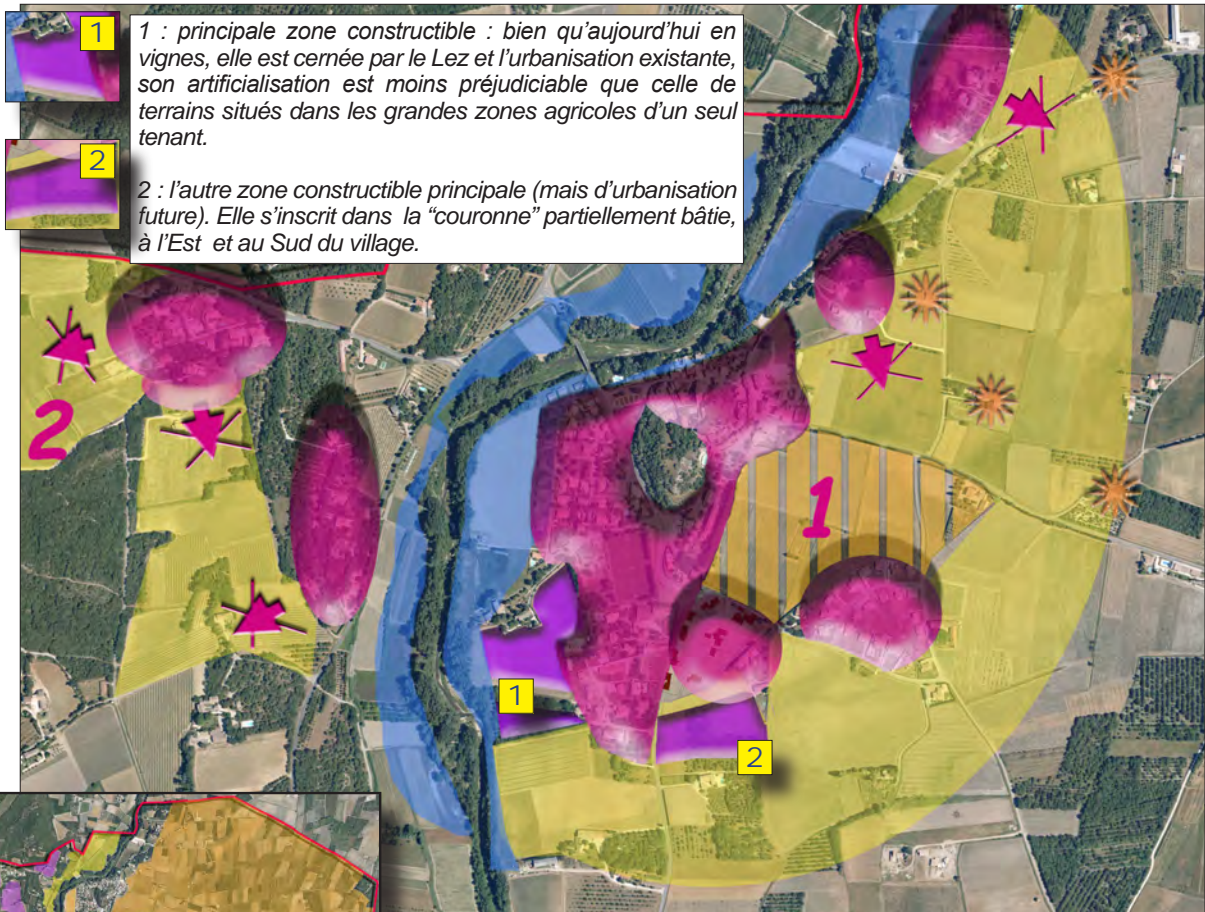 1
1 : principale zone constructible : bien qu’aujourd’hui en
vignes, elle est cernée par le Lez et l’urbanisation existante,
son artificialisation est moins préjudiciable que celle de
terrains situés dans les grandes zones agricoles d’un seul
tenant.
2
2 : l’autre zone constructible principale (mais d’urbanisation
future). Elle s’inscrit dans la “couronne” partiellement bâtie,
à l’Est et au Sud du village.
2
1
1
2